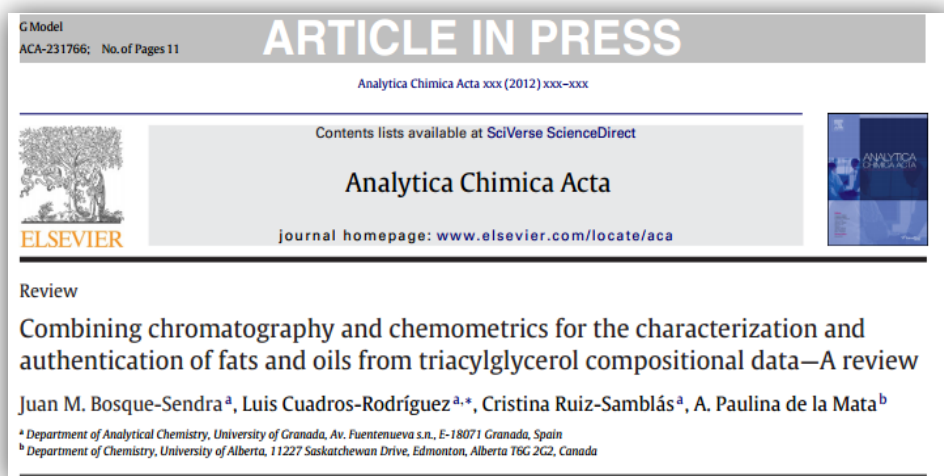 G Model
ACA-231766; No. of Pages 11
ARTICLE IN PRESS
Analytica Chimica Acta xxx (2012) xxx–xxx
Contents lists available at SciVerse ScienceDirect
Analytica Chimica Acta
journal homepage: www.elsevier.com/locate/aca
ELSEVIER
ANALYTICA
CHIMICA ACTA
Review
Combining chromatography and chemometrics for the characterization and
authentication of fats and oils from triacylglycerol compositional data—A review
Juan M. Bosque-Sendra a, Luis Cuadros-Rodríguez a,*, Cristina Ruiz-Samblás a, A. Paulina de la Mata b
a Department of Analytical Chemistry, University of Granada, Av. Fuentenueva s.n., E-18071 Granada, Spain
b Department of Chemistry, University of Alberta, 11227 Saskatchewan Drive, Edmonton, Alberta T6G 2G2, Canada